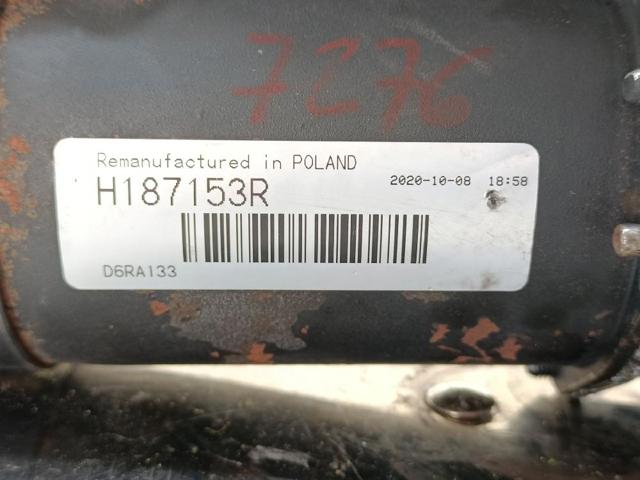 7276
Remanufactured in POLAND
2020-10-08 18:58
H187153R
D6RA133